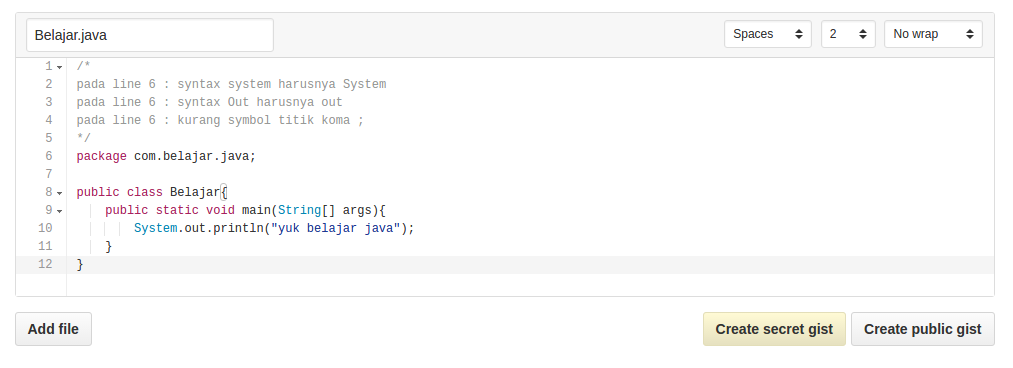 Belajar.java
Spaces
2
No wrap
1 /*
2 pada line 6 : syntax system harusnya System
3 pada line 6 : syntax Out harusnya out
4 pada line 6 : kurang symbol titik koma ;
5 */
6 package com.belajar.java;
7
8 public class Belajar{
9 public static void main(String[] args){
10 System.out.println("yuk belajar java");
11 }
12 }
Add file
Create secret gist
Create public gist